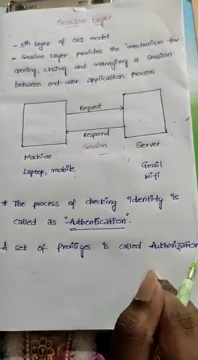 Session Layer
- 5th layer of OSI model
- Session Layer provides the mechanism for
opening, closing and managing a session
between end-user application process
Request
Respond
Session
Machine
Server
Laptop, mobile
Gmail
Wifi
* The process of checking identity is
called as "Authentication".
A set of is called Authorization